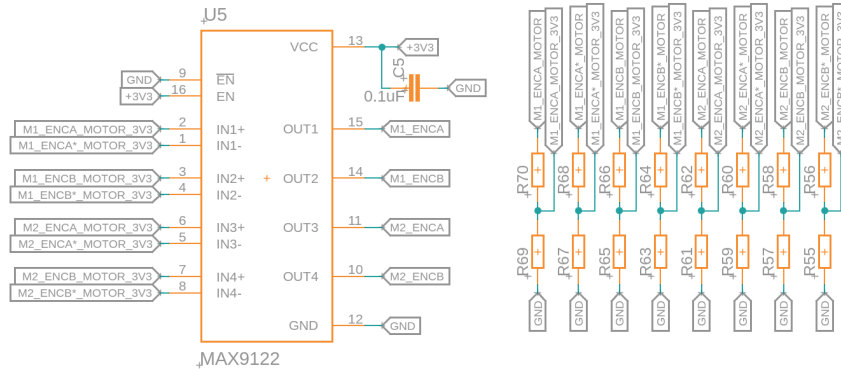 U5
VCC 13 +3V3
C5
0.1uF GND
GND 9 EN
+3V3 16 EN
M1_ENCA_MOTOR_3V3 2 IN1+ OUT1 15 M1_ENCA
M1_ENCA*_MOTOR_3V3 1 IN1-
M1_ENCB_MOTOR_3V3 3 IN2+ OUT2 14 M1_ENCB
M1_ENCB*_MOTOR_3V3 4 IN2-
M2_ENCA_MOTOR_3V3 6 IN3+ OUT3 11 M2_ENCA
M2_ENCA*_MOTOR_3V3 5 IN3-
M2_ENCB_MOTOR_3V3 7 IN4+ OUT4 10 M2_ENCB
M2_ENCB*_MOTOR_3V3 8 IN4-
GND 12 GND
MAX9122
M1_ENCA_MOTOR
M1_ENCA_MOTOR_3V3
M1_ENCA*_MOTOR
M1_ENCA*_MOTOR_3V3
M1_ENCB_MOTOR
M1_ENCB_MOTOR_3V3
M1_ENCB*_MOTOR
M1_ENCB*_MOTOR_3V3
M2_ENCA_MOTOR
M2_ENCA_MOTOR_3V3
M2_ENCA*_MOTOR
M2_ENCA*_MOTOR_3V3
M2_ENCB_MOTOR
M2_ENCB_MOTOR_3V3
M2_ENCB*_MOTOR
M2_ENCB*_MOTOR_3V3
R70 R68 R66 R64 R62 R60 R58 R56
R69 R67 R65 R63 R61 R59 R57 R55
GND GND GND GND GND GND GND GND